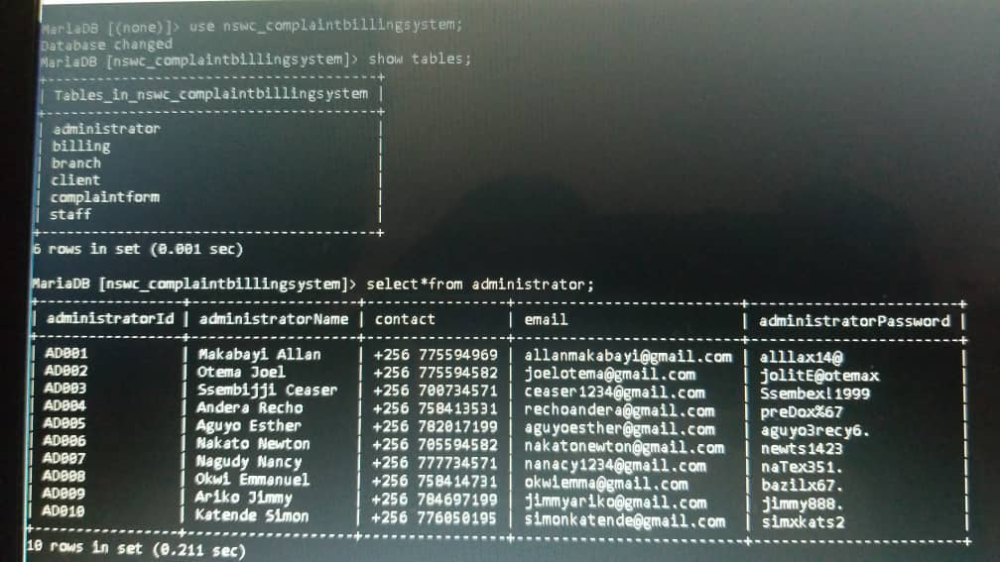 MariaDB [(none)]> use nswc_complaintbillingsystem;
Database changed
MariaDB [nswc_complaintbillingsystem]> show tables;
+---------------------------------------+
| Tables_in_nswc_complaintbillingsystem |
+---------------------------------------+
| administrator |
| billing |
| branch |
| client |
| complaintform |
| staff |
+---------------------------------------+
6 rows in set (0.001 sec)
MariaDB [nswc_complaintbillingsystem]> select*from administrator;
| administratorId | administratorName | contact | email | administratorPassword |
| AD001 | Makabayi Allan | +256 775594969 | allanmakabayi@gmail.com | alllax14@ |
| AD002 | Otema Joel | +256 775594582 | joelotema@gmail.com | jolitE@otemax |
| AD003 | Ssembijji Ceaser | +256 700734571 | ceaser1234@gmail.com | Ssembex!1999 |
| AD004 | Andera Recho | +256 758413531 | rechoandera@gmail.com | preDox%67 |
| AD005 | Aguyo Esther | +256 782017199 | aguyoesther@gmail.com | aguyo3recy6. |
| AD006 | Nakato Newton | +256 705594582 | nakatonewton@gmail.com | newts1423 |
| AD007 | Nagudy Nancy | +256 777734571 | nanacy1234@gmail.com | naTex351. |
| AD008 | Okwi Emmanuel | +256 758414731 | okwiemma@gmail.com | bazilx67. |
| AD009 | Ariko Jimmy | +256 784697199 | jimmyariko@gmail.com | jimmy888. |
| AD010 | Katende Simon | +256 776050195 | simonkatende@gmail.com | simxkats2 |
10 rows in set (0.211 sec)